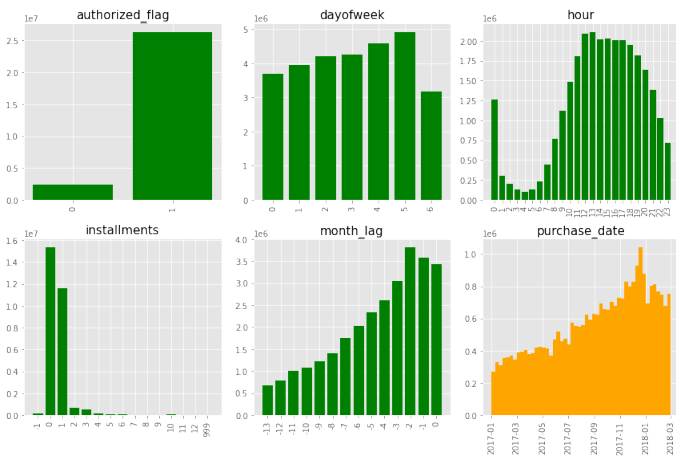 authorized_flag
1e7
2.5
2.0
1.5
1.0
0.5
0.0
0 1
dayofweek
1e6
5
4
3
2
1
0
0 1 2 3 4 5 6
hour
1e6
2.00
1.75
1.50
1.25
1.00
0.75
0.50
0.25
0.00
0 1 2 3 4 5 6 7 8 9 10 11 12 13 14 15 16 17 18 19 20 21 22 23
installments
1e7
1.6
1.4
1.2
1.0
0.8
0.6
0.4
0.2
0.0
-1 0 1 2 3 4 5 6 7 8 9 10 11 12 999
month_lag
1e6
4.0
3.5
3.0
2.5
2.0
1.5
1.0
0.5
0.0
-13 -12 -11 -10 -9 -8 -7 -6 -5 -4 -3 -2 -1 0
purchase_date
1e6
1.0
0.8
0.6
0.4
0.2
0.0
2017-01 2017-03 2017-05 2017-07 2017-09 2017-11 2018-01 2018-03